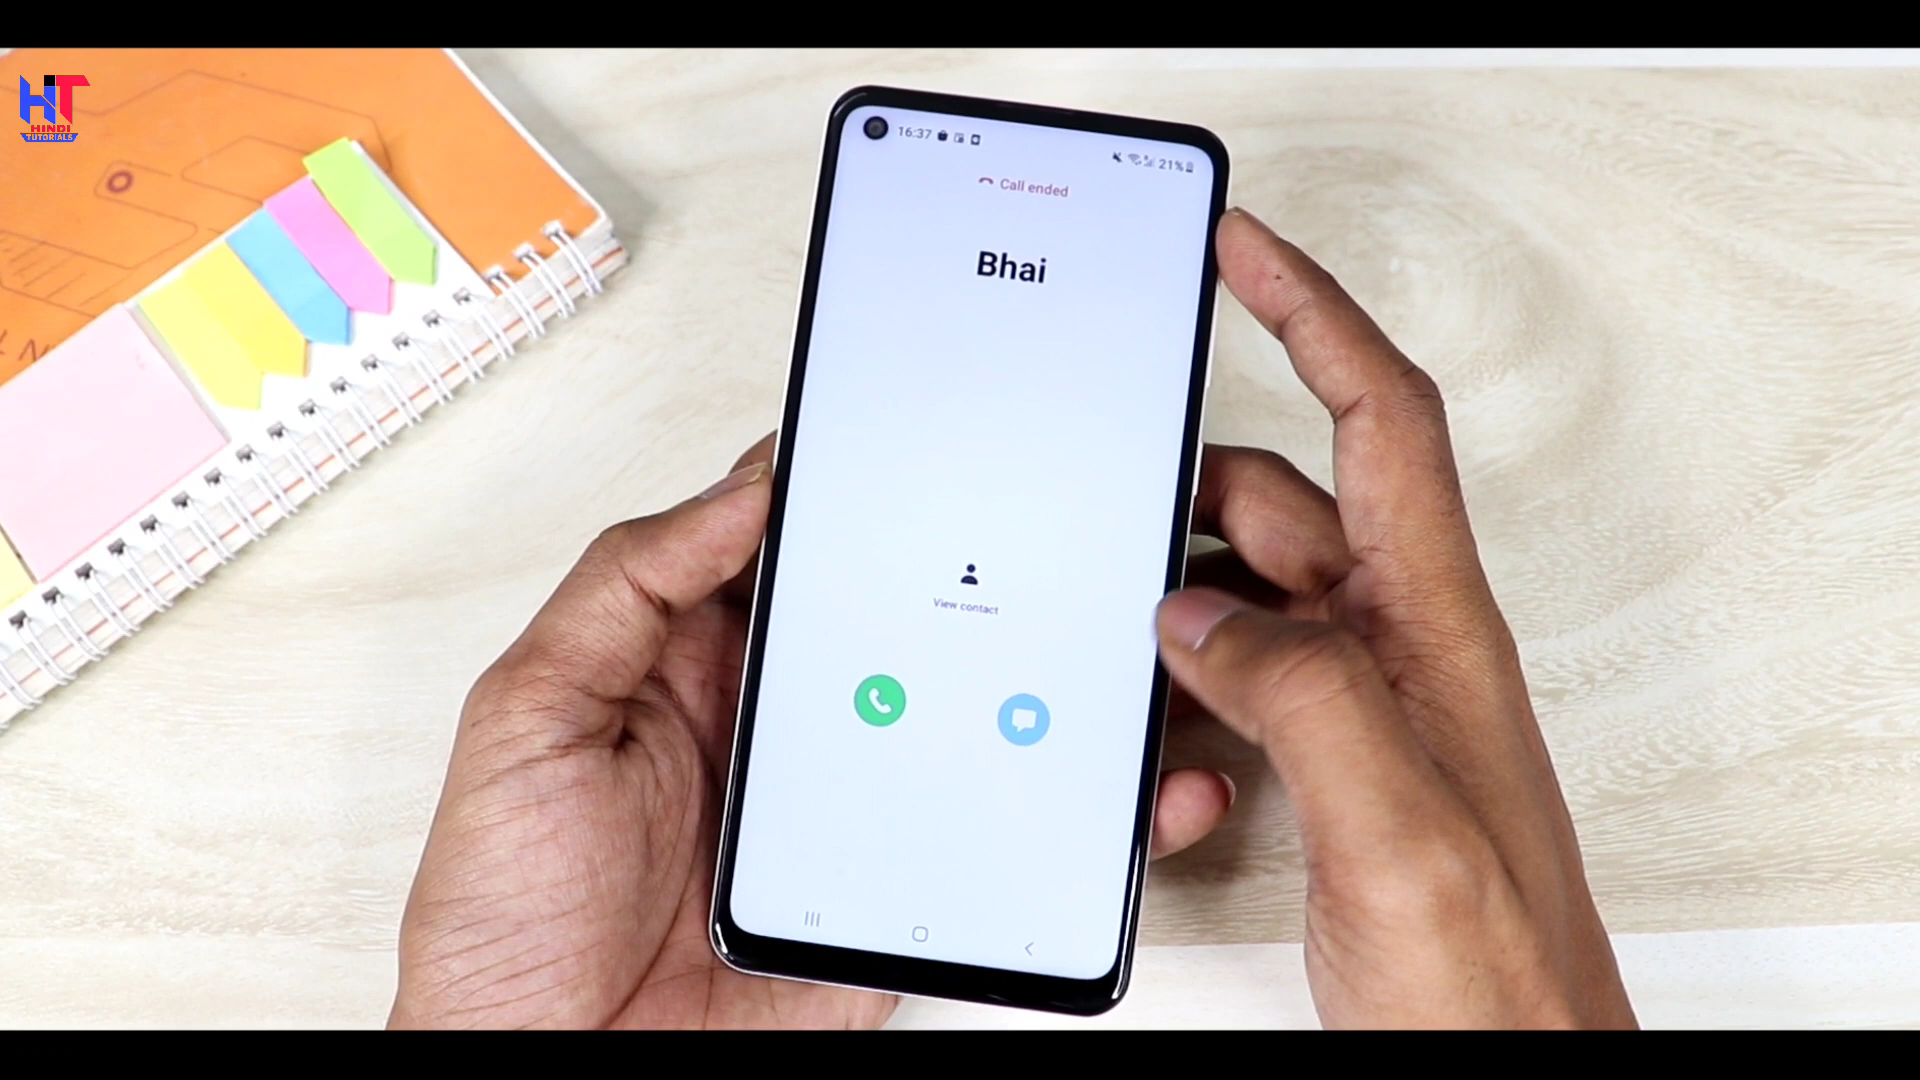 HT
HINDI
TUTORIALS
16:37
21%
Call ended
Bhai
View contact